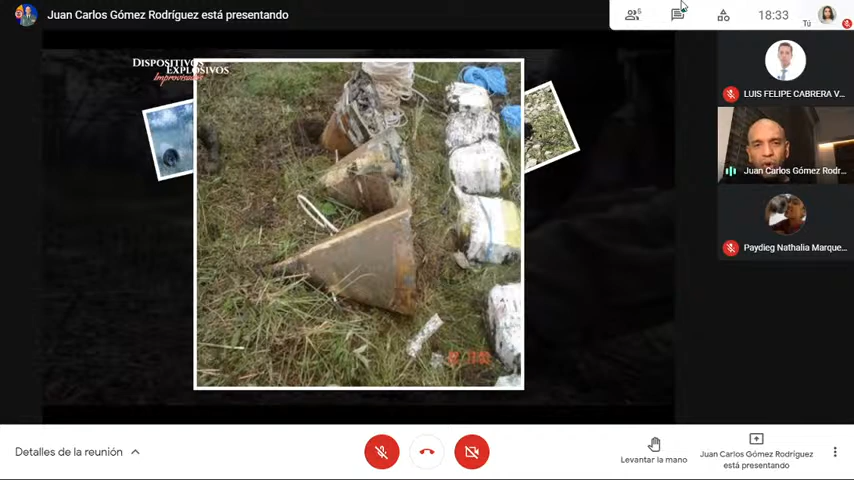 Juan Carlos Gómez Rodríguez está presentando
6
18:33
Tú
DISPOSITIVOS
EXPLOSIVOS
Improvisados
LUIS FELIPE CABRERA V...
Juan Carlos Gómez Rodr...
Paydieg Nathalia Marque...
Detalles de la reunión
Levantar la mano
Juan Carlos Gómez Rodríguez
está presentando